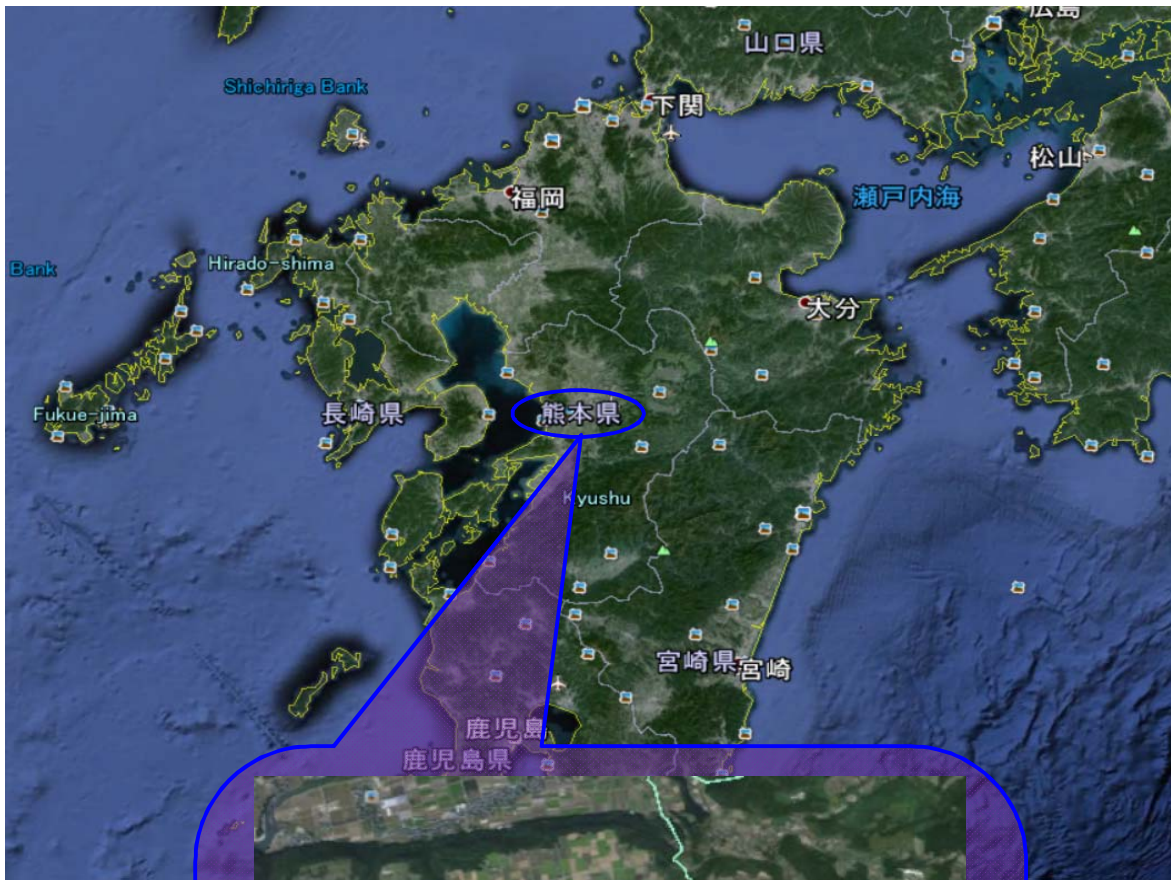 広島
山口県
Shichiriga Bank
下関
松山
福岡
瀬戸内海
Hirado-shima
Bank
大分
Fukue-jima
長崎県
熊本県
Kyushu
宮崎県
宮崎
鹿児島
鹿児島県